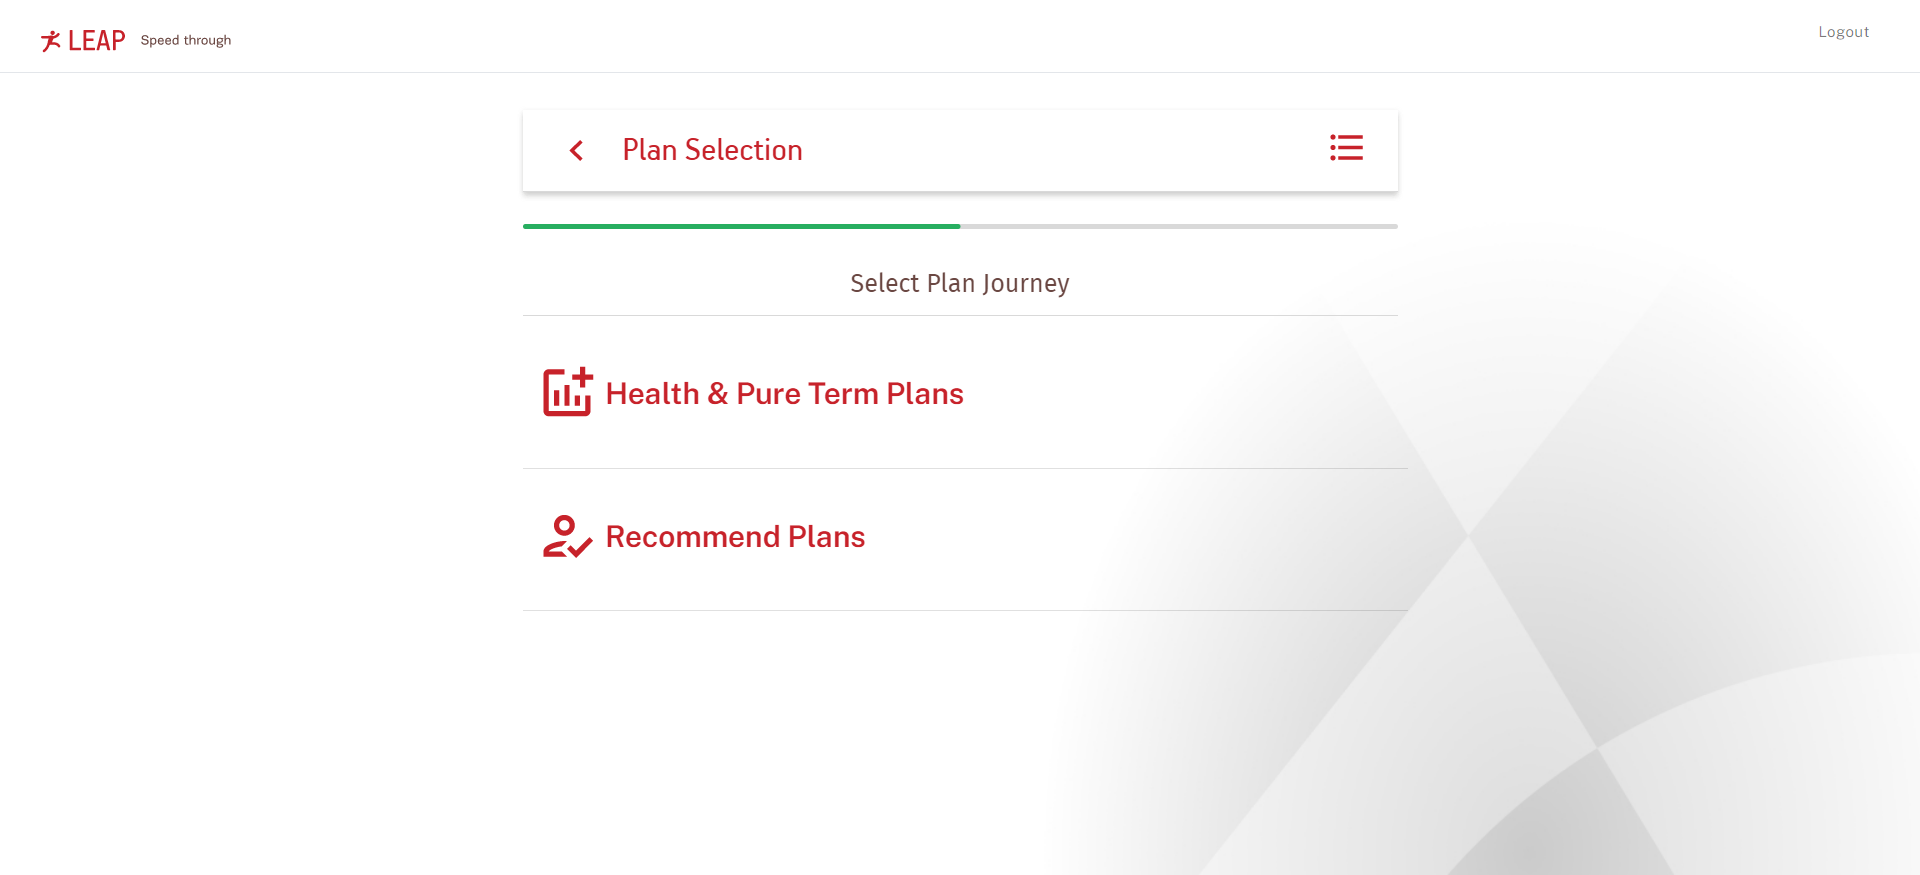 LEAP Speed through
Logout
Plan Selection
Select Plan Journey
Health & Pure Term Plans
Recommend Plans